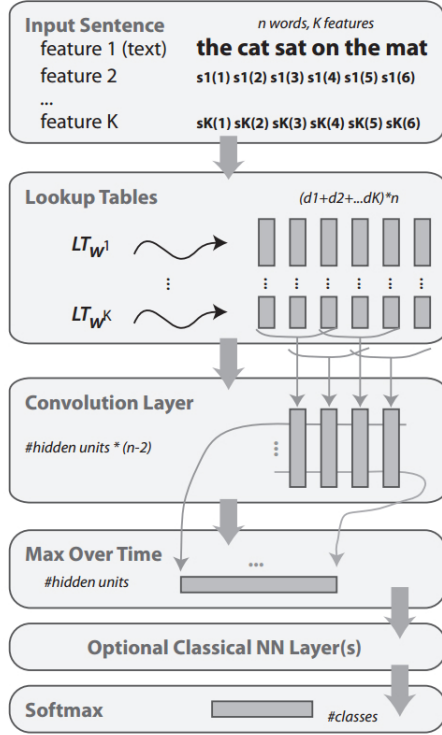 Input Sentence
n words, K features
feature 1 (text) the cat sat on the mat
feature 2 s1(1) s1(2) s1(3) s1(4) s1(5) s1(6)
...
feature K sK(1) sK(2) sK(3) sK(4) sK(5) sK(6)
Lookup Tables
(d1+d2+...dK)*n
LTW1
...
LTWK
Convolution Layer
#hidden units * (n-2)
Max Over Time
...
#hidden units
Optional Classical NN Layer(s)
Softmax
#classes